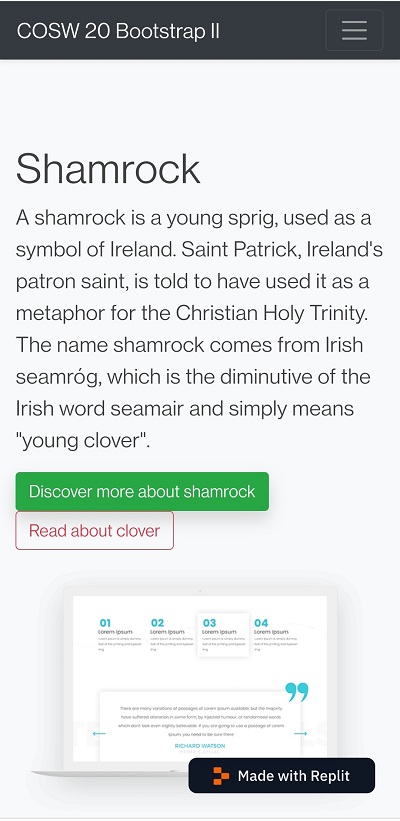 COSW 20 Bootstrap II
Shamrock
A shamrock is a young sprig, used as a
symbol of Ireland. Saint Patrick, Ireland's
patron saint, is told to have used it as a
metaphor for the Christian Holy Trinity.
The name shamrock comes from Irish
seamróg, which is the diminutive of the
Irish word seamair and simply means
"young clover".
Discover more about shamrock
Read about clover
01 02 03 04
Lorem Ipsum Lorem Ipsum Lorem Ipsum Lorem Ipsum
There are many variations of passages of Lorem Ipsum available, but the majority
have suffered alteration in some form, by injected humour, or randomised words
which don't look even slightly believable. If you are going to use a passage of
Lorem Ipsum, you need to be sure there
RICHARD WATSON
Made with Replit